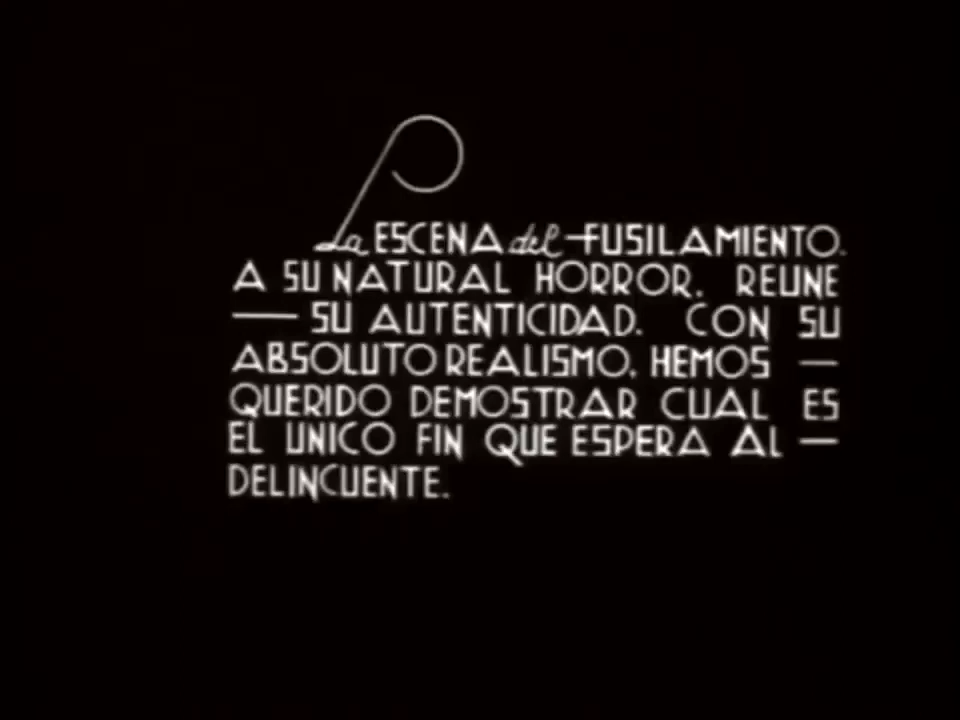 La ESCENA del FUSILAMIENTO.
A SU NATURAL HORROR. REUNE
— SU AUTENTICIDAD. CON SU
ABSOLUTO REALISMO. HEMOS —
QUERIDO DEMOSTRAR CUAL ES
EL UNICO FIN QUE ESPERA AL —
DELINCUENTE.